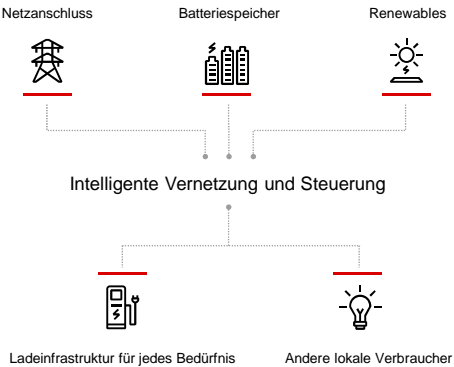 Netzanschluss
Batteriespeicher
Renewables
Intelligente Vernetzung und Steuerung
Ladeinfrastruktur für jedes Bedürfnis
Andere lokale Verbraucher